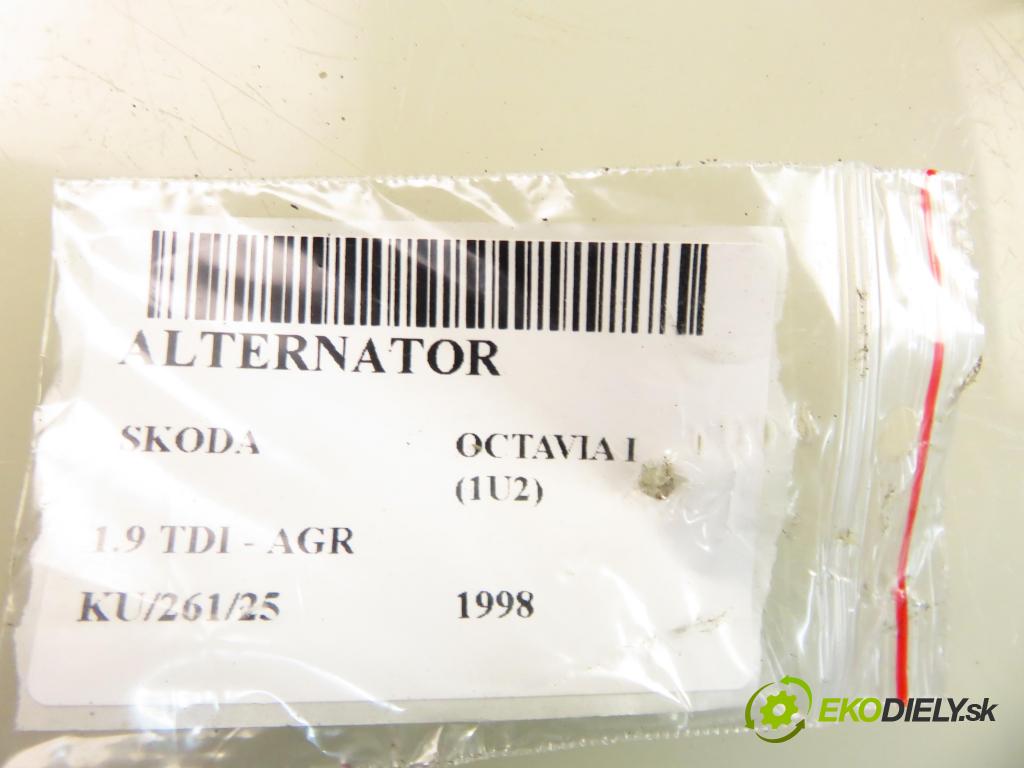 ALTERNATOR
SKODA OCTAVIA I
(1U2)
1.9 TDI - AGR
KU/261/25 1998
EKODIELY.sk